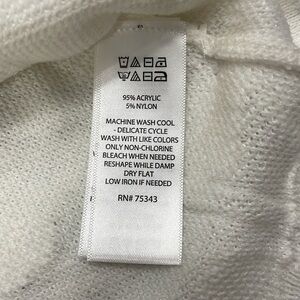 95% ACRYLIC
5% NYLON
MACHINE WASH COOL
- DELICATE CYCLE
WASH WITH LIKE COLORS
ONLY NON-CHLORINE
BLEACH WHEN NEEDED
RESHAPE WHILE DAMP
DRY FLAT
LOW IRON IF NEEDED
RN# 75343